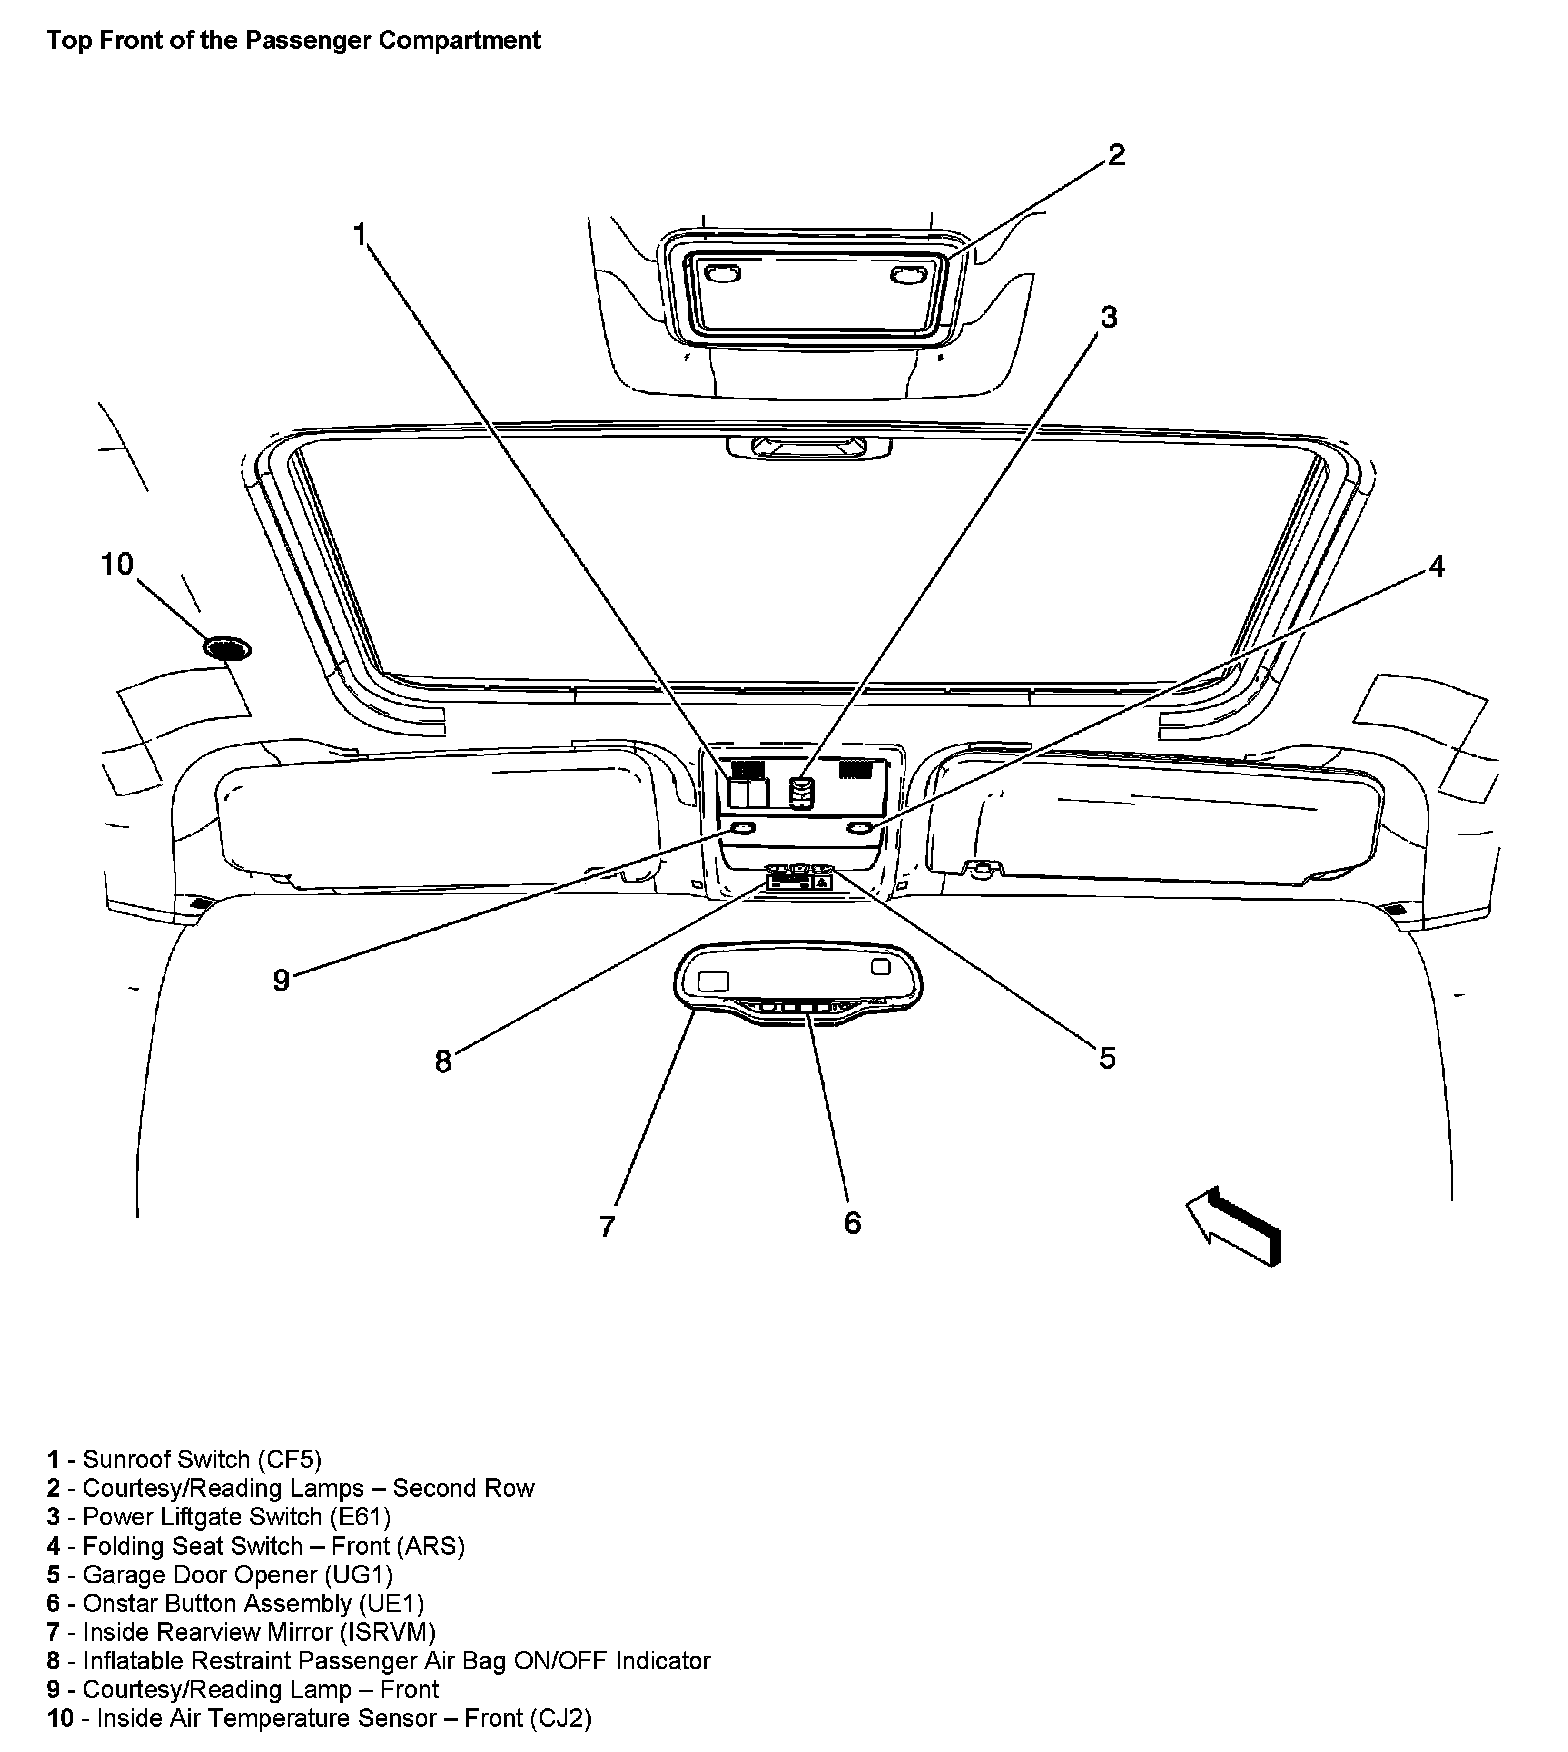 Top Front of the Passenger Compartment
2
1
3
10
4
9
8
5
7
6
1 - Sunroof Switch (CF5)
2 - Courtesy/Reading Lamps – Second Row
3 - Power Liftgate Switch (E61)
4 - Folding Seat Switch – Front (ARS)
5 - Garage Door Opener (UG1)
6 - Onstar Button Assembly (UE1)
7 - Inside Rearview Mirror (ISRVM)
8 - Inflatable Restraint Passenger Air Bag ON/OFF Indicator
9 - Courtesy/Reading Lamp – Front
10 - Inside Air Temperature Sensor – Front (CJ2)